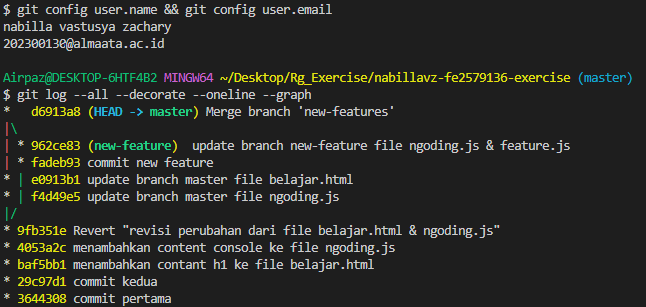 $ git config user.name && git config user.email
nabilla vastusya zachary
202300130@almaata.ac.id
Airpaz@DESKTOP-6HTF4B2 MINGW64 ~/Desktop/Rg_Exercise/nabillavz-fe2579136-exercise (master)
$ git log --all --decorate --oneline --graph
*   d6913a8 (HEAD -> master) Merge branch 'new-features'
|\
| * 962ce83 (new-feature)  update branch new-feature file ngoding.js & feature.js
| * fadeb93 commit new feature
* | e0913b1 update branch master file belajar.html
* | f4d49e5 update branch master file ngoding.js
|/
* 9fb351e Revert "revisi perubahan dari file belajar.html & ngoding.js"
* 4053a2c menambahkan content console ke file ngoding.js
* baf5bb1 menambahkan contant h1 ke file belajar.html
* 29c97d1 commit kedua
* 3644308 commit pertama